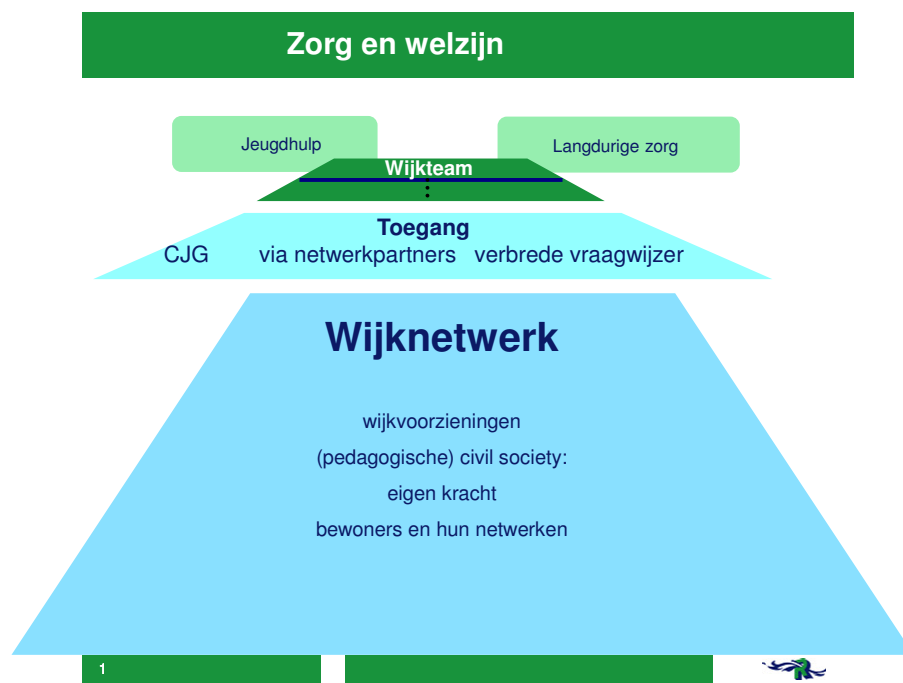 Zorg en welzijn
Jeugdhulp
Langdurige zorg
Wijkteam
Toegang
CJG via netwerkpartners verbrede vraagwijzer
Wijknetwerk
wijkvoorzieningen
(pedagogische) civil society:
eigen kracht
bewoners en hun netwerken
1